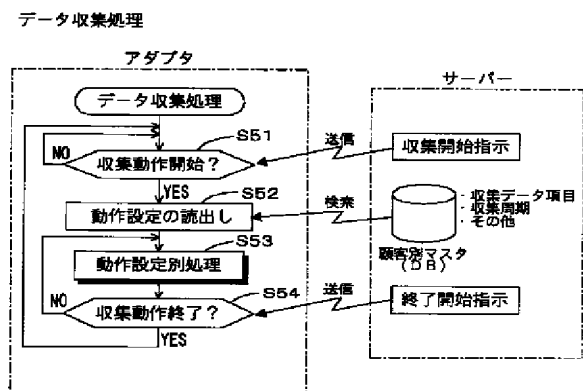 データ収集処理
アダプタ
サーバー
データ収集処理
S51
収集動作開始？
NO
YES
送信
収集開始指示
S52
動作設定の読出し
検索
・収集データ項目
・収集周期
・その他
顧客別マスタ
（DB）
S53
動作設定別処理
S54
収集動作終了？
NO
YES
送信
終了開始指示